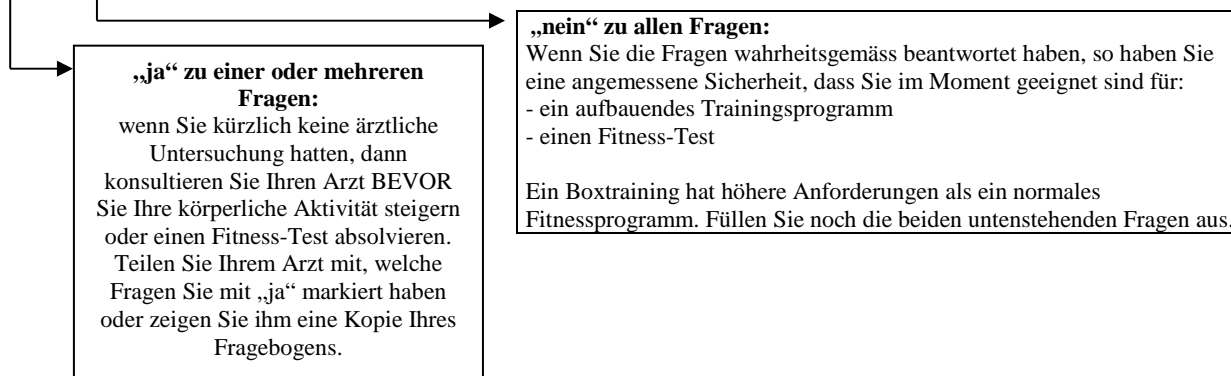 „ja“ zu einer oder mehreren
Fragen:
wenn Sie kürzlich keine ärztliche
Untersuchung hatten, dann
konsultieren Sie Ihren Arzt BEVOR
Sie Ihre körperliche Aktivität steigern
oder einen Fitness-Test absolvieren.
Teilen Sie Ihrem Arzt mit, welche
Fragen Sie mit „ja“ markiert haben
oder zeigen Sie ihm eine Kopie Ihres
Fragebogens.
„nein“ zu allen Fragen:
Wenn Sie die Fragen wahrheitsgemäss beantwortet haben, so haben Sie
eine angemessene Sicherheit, dass Sie im Moment geeignet sind für:
- ein aufbauendes Trainingsprogramm
- einen Fitness-Test
Ein Boxtraining hat höhere Anforderungen als ein normales
Fitnessprogramm. Füllen Sie noch die beiden untenstehenden Fragen aus.